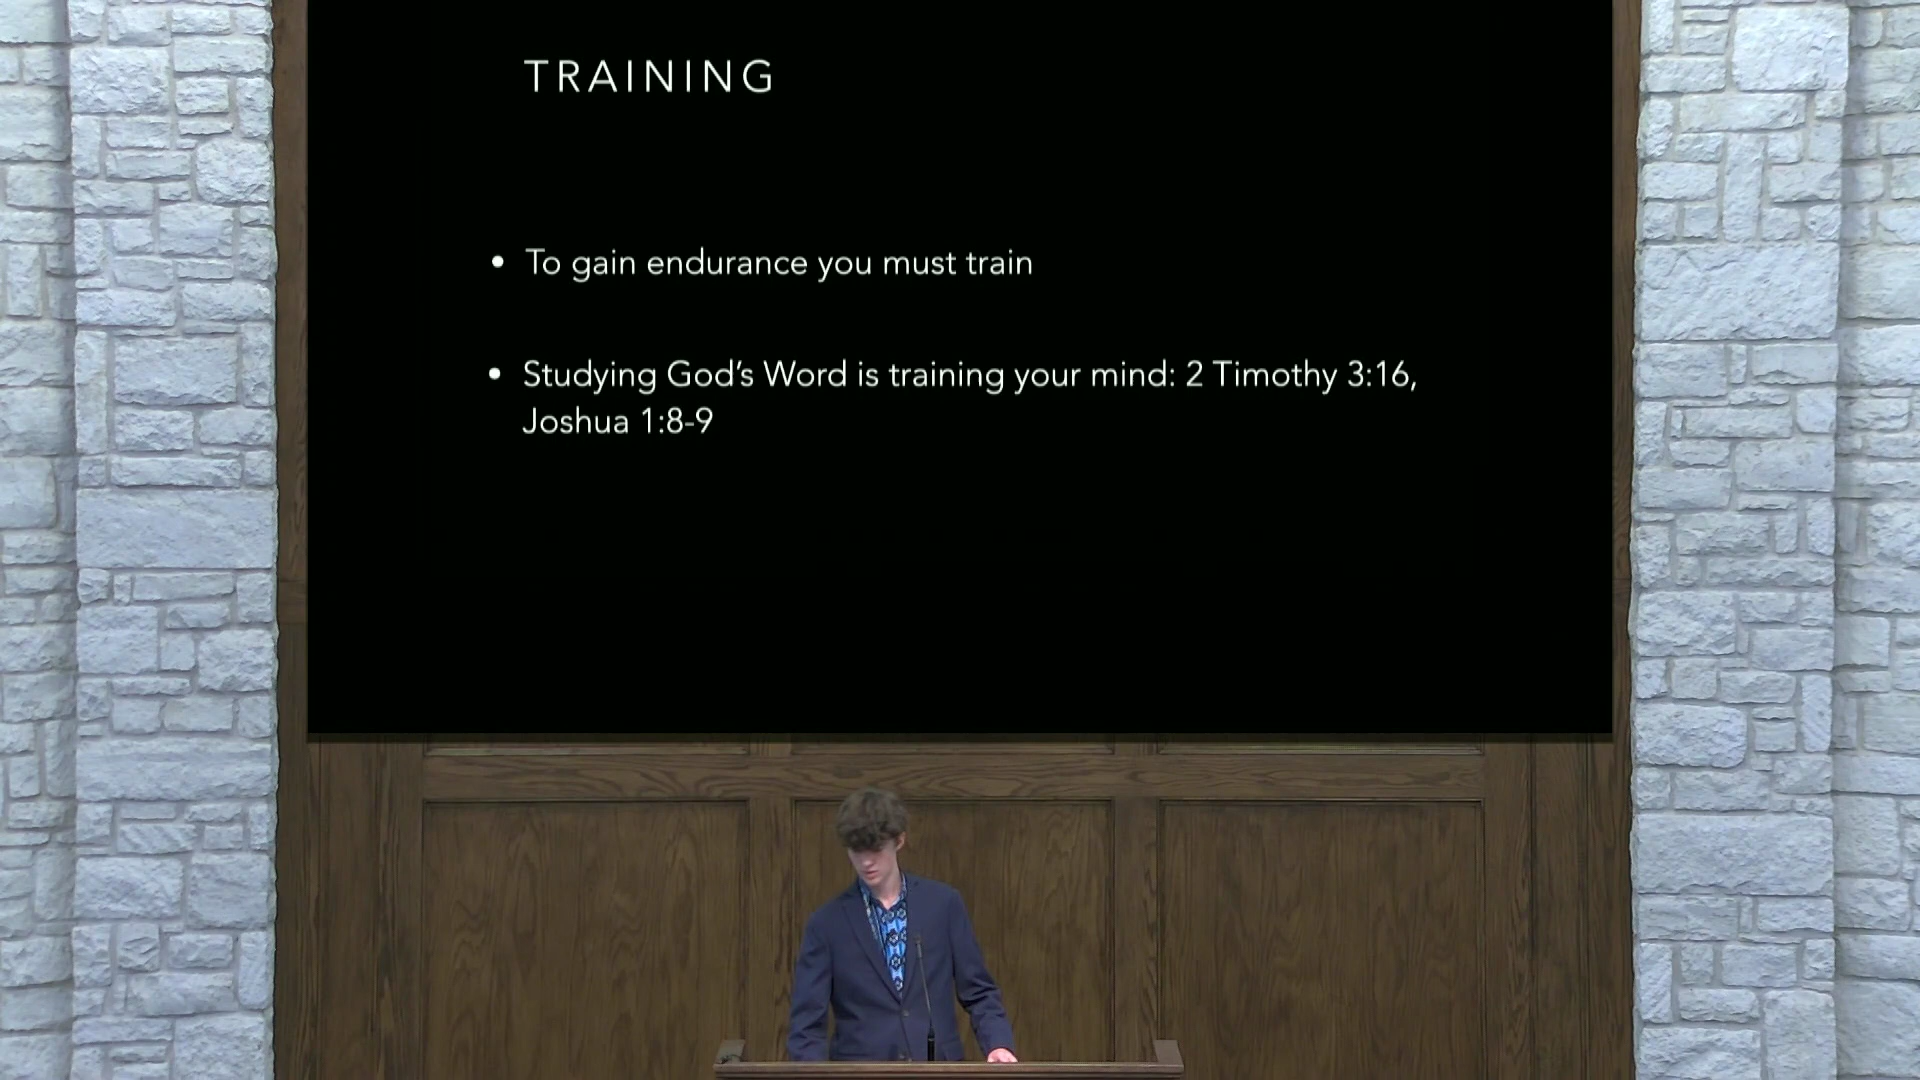 TRAINING
• To gain endurance you must train
• Studying God’s Word is training your mind: 2 Timothy 3:16,
Joshua 1:8-9